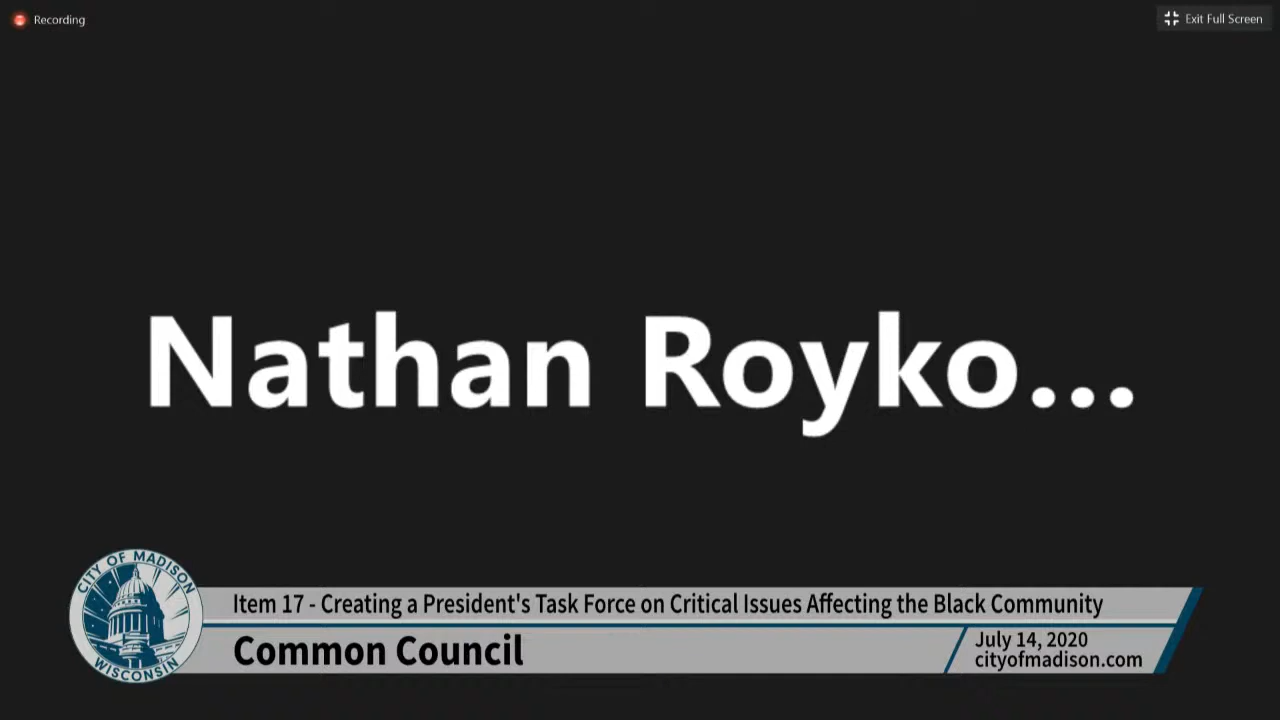 Recording
Exit Full Screen
Nathan Royko...
CITY OF MADISON
WISCONSIN
Item 17 - Creating a President's Task Force on Critical Issues Affecting the Black Community
Common Council
July 14, 2020
cityofmadison.com